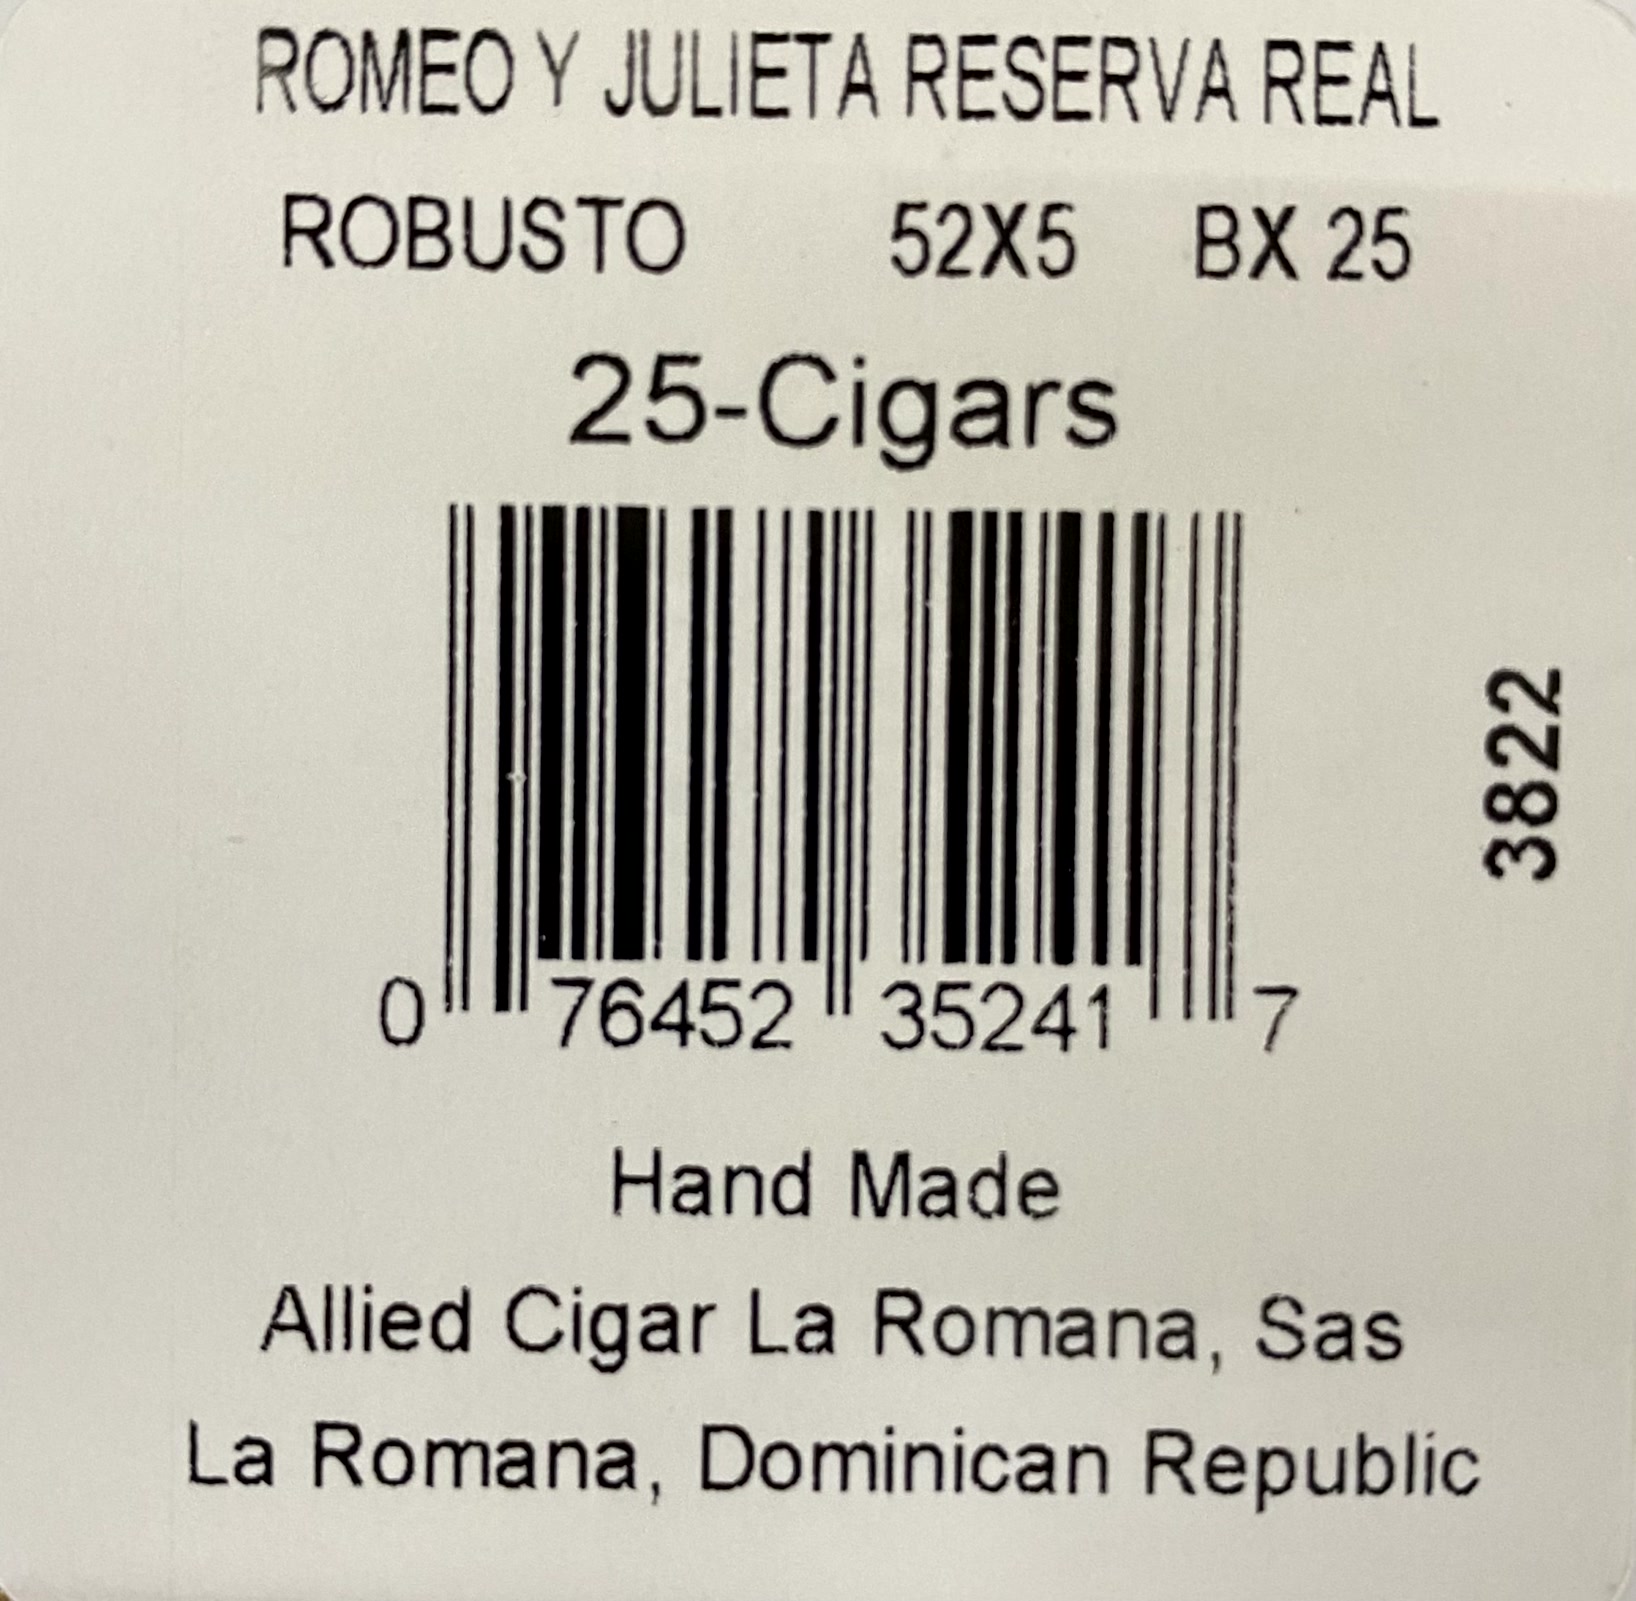 ROMEO Y JULIETA RESERVA REAL
ROBUSTO 52X5 BX 25
25-Cigars
3822
0 76452 35241 7
Hand Made
Allied Cigar La Romana, Sas
La Romana, Dominican Republic